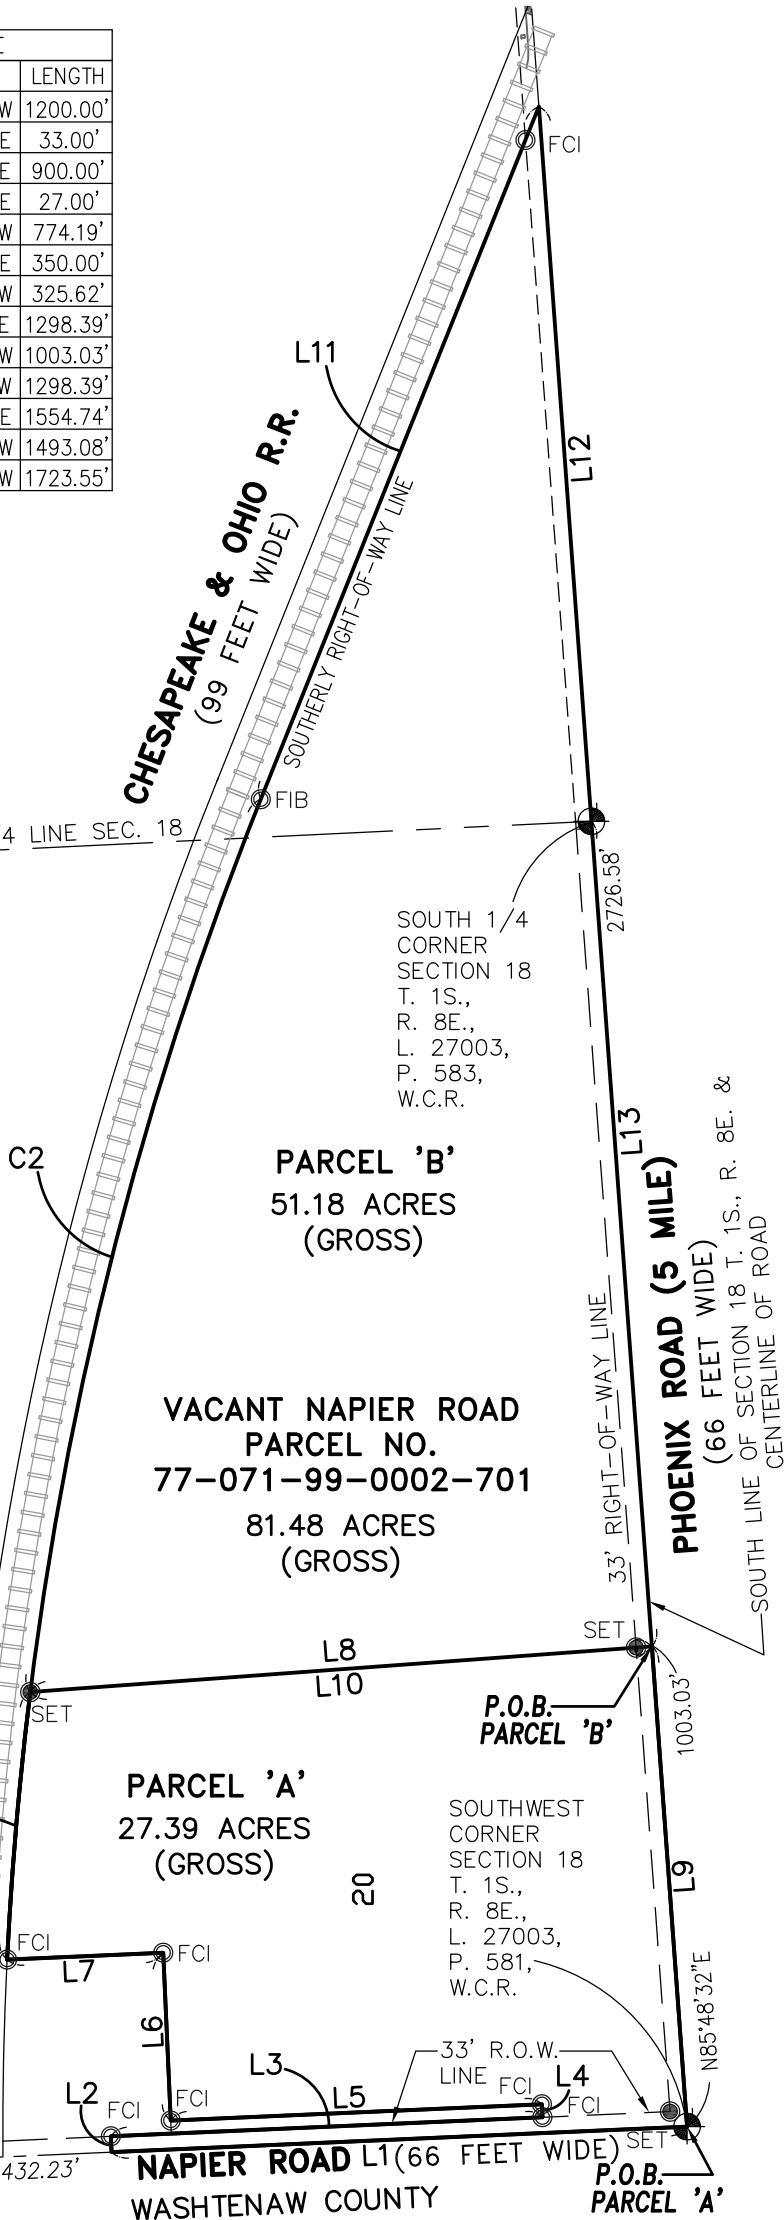 E
LENGTH
W 1200.00'
E 33.00'
E 900.00'
E 27.00'
W 774.19'
E 350.00'
W 325.62'
E 1298.39'
W 1003.03'
W 1298.39'
E 1554.74'
W 1493.08'
W 1723.55'
FCI
L11
L12
CHESAPEAKE & OHIO R.R.
(99 FEET WIDE)
SOUTHERLY RIGHT-OF-WAY LINE
FIB
4 LINE SEC. 18
2726.58'
SOUTH 1/4
CORNER
SECTION 18
T. 1S.,
R. 8E.,
L. 27003,
P. 583,
W.C.R.
L13
C2
PARCEL 'B'
51.18 ACRES
(GROSS)
PHOENIX ROAD (5 MILE)
(66 FEET WIDE)
SOUTH LINE OF SECTION 18 T. 1S., R. 8E. &
CENTERLINE OF ROAD
33' RIGHT-OF-WAY LINE
VACANT NAPIER ROAD
PARCEL NO.
77-071-99-0002-701
81.48 ACRES
(GROSS)
SET
L8
L10
SET
P.O.B.
PARCEL 'B'
1003.03'
PARCEL 'A'
27.39 ACRES
(GROSS)
20
SOUTHWEST
CORNER
SECTION 18
T. 1S.,
R. 8E.,
L. 27003,
P. 581,
W.C.R.
L9
N85°48'32"E
FCI
FCI
L7
L6
33' R.O.W.
LINE
L3
L4
L5
L2
FCI
FCI
FCI
FCI
SET
432.23'
NAPIER ROAD L1 (66 FEET WIDE)
WASHTENAW COUNTY
P.O.B.
PARCEL 'A'